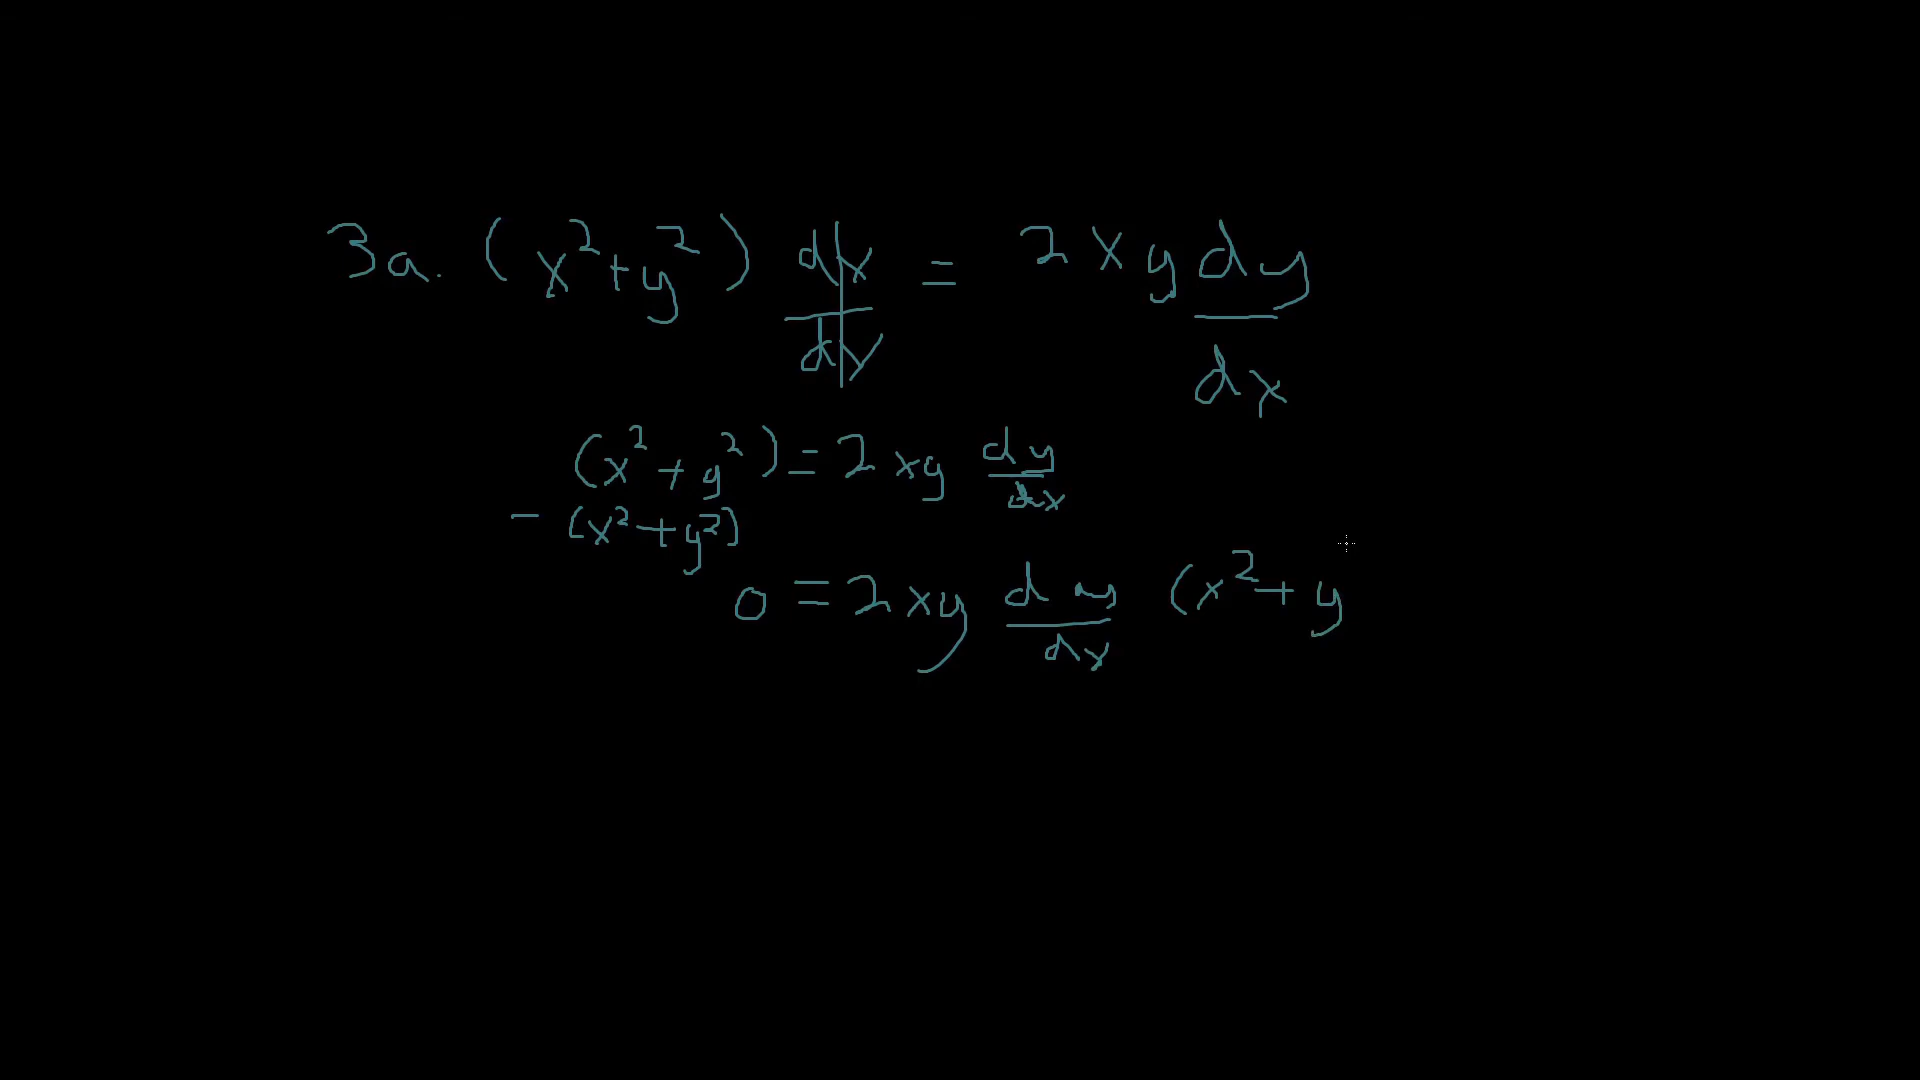 3a. (x²+y²) dx/dy = 2xy dy/dx
(x²+y²) = 2xy dy/dx
- (x²+y²)
0 = 2xy dy/dx (x²+y